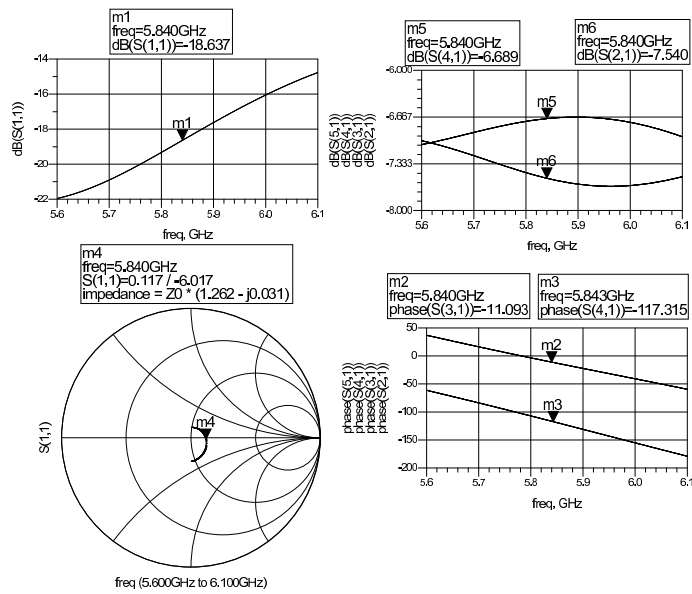 m1
freq=5.840GHz
dB(S(1,1))=-18.637
-14
-16
-18
-20
-22
m1
dB(S(1,1))
5.6
5.7
5.8
5.9
6.0
6.1
freq, GHz
m5
freq=5.840GHz
dB(S(4,1))=-6.689
m6
freq=5.840GHz
dB(S(2,1))=-7.540
-6.000
-6.667
-7.333
-8.000
m5
m6
dB(S(5,1))
dB(S(4,1))
dB(S(3,1))
dB(S(2,1))
5.6
5.7
5.8
5.9
6.0
6.1
freq, GHz
m4
freq=5.840GHz
S(1,1)=0.117 / -6.017
impedance = Z0 * (1.262 - j0.031)
m4
S(1,1)
freq (5.600GHz to 6.100GHz)
m2
freq=5.840GHz
phase(S(3,1))=-11.093
m3
freq=5.843GHz
phase(S(4,1))=-117.315
50
0
-50
-100
-150
-200
m2
m3
phase(S(5,1))
phase(S(4,1))
phase(S(3,1))
phase(S(2,1))
5.6
5.7
5.8
5.9
6.0
6.1
freq, GHz